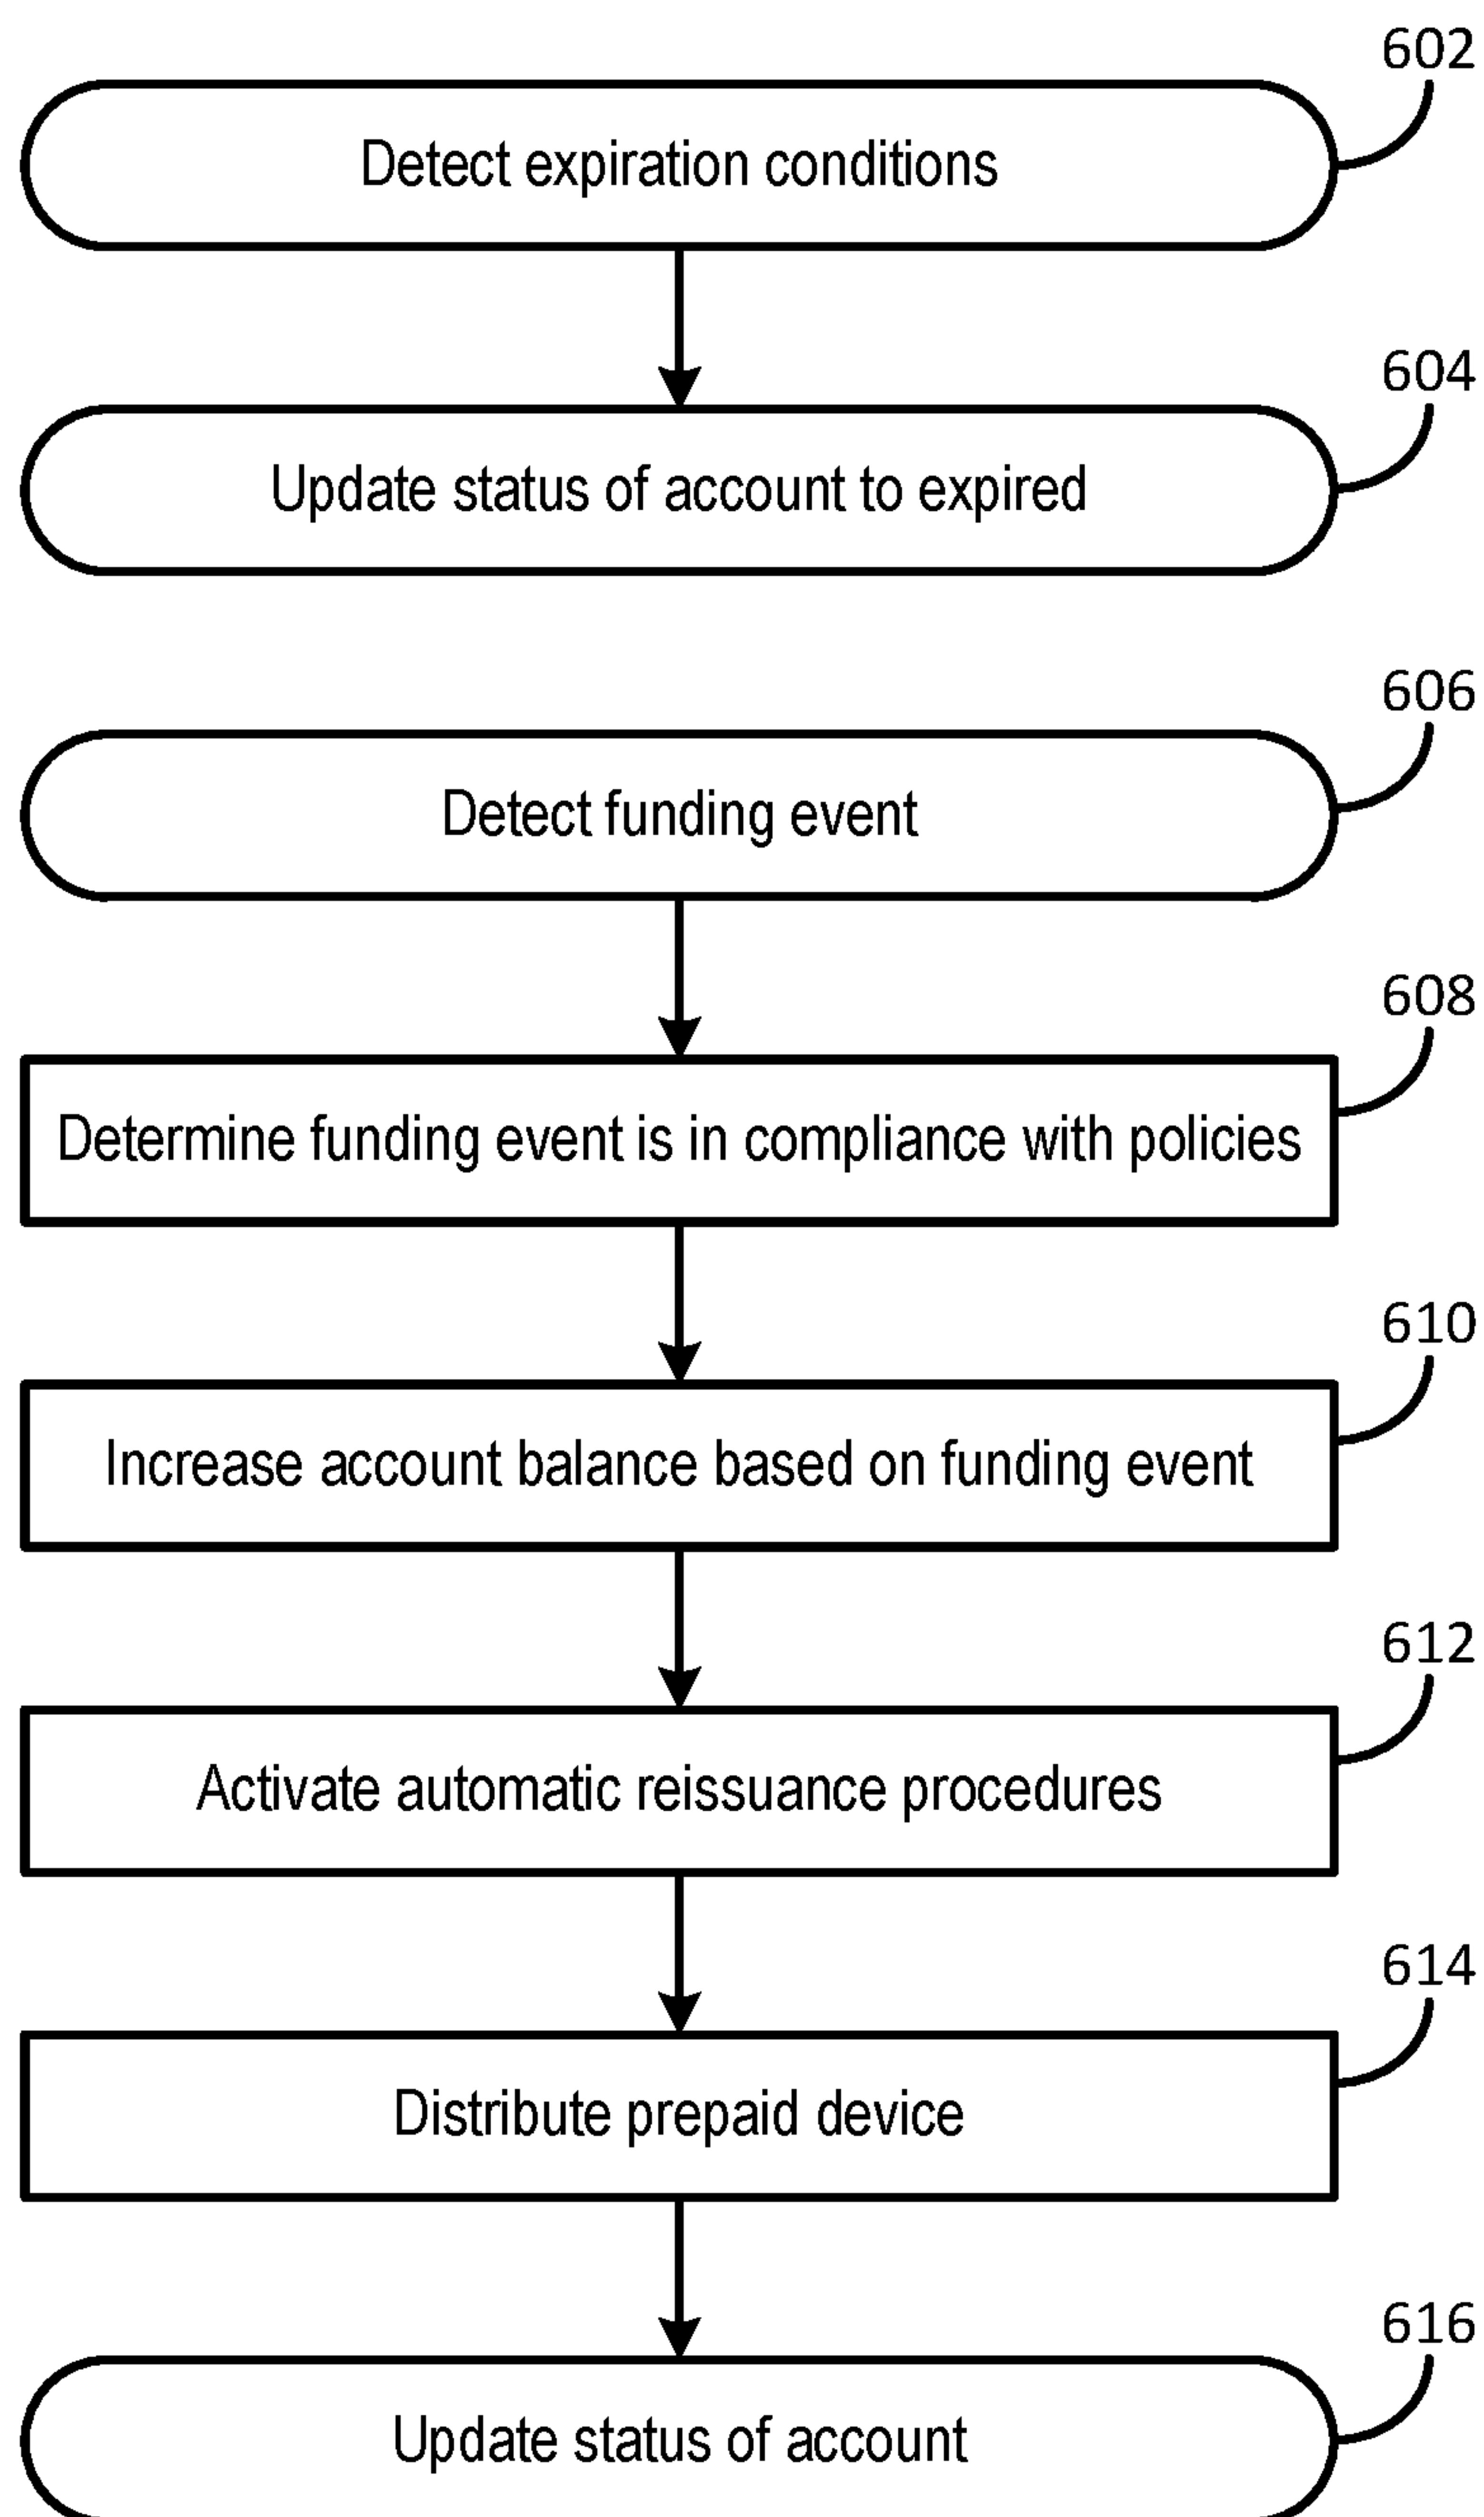 602
Detect expiration conditions
604
Update status of account to expired
606
Detect funding event
608
Determine funding event is in compliance with policies
610
Increase account balance based on funding event
612
Activate automatic reissuance procedures
614
Distribute prepaid device
616
Update status of account